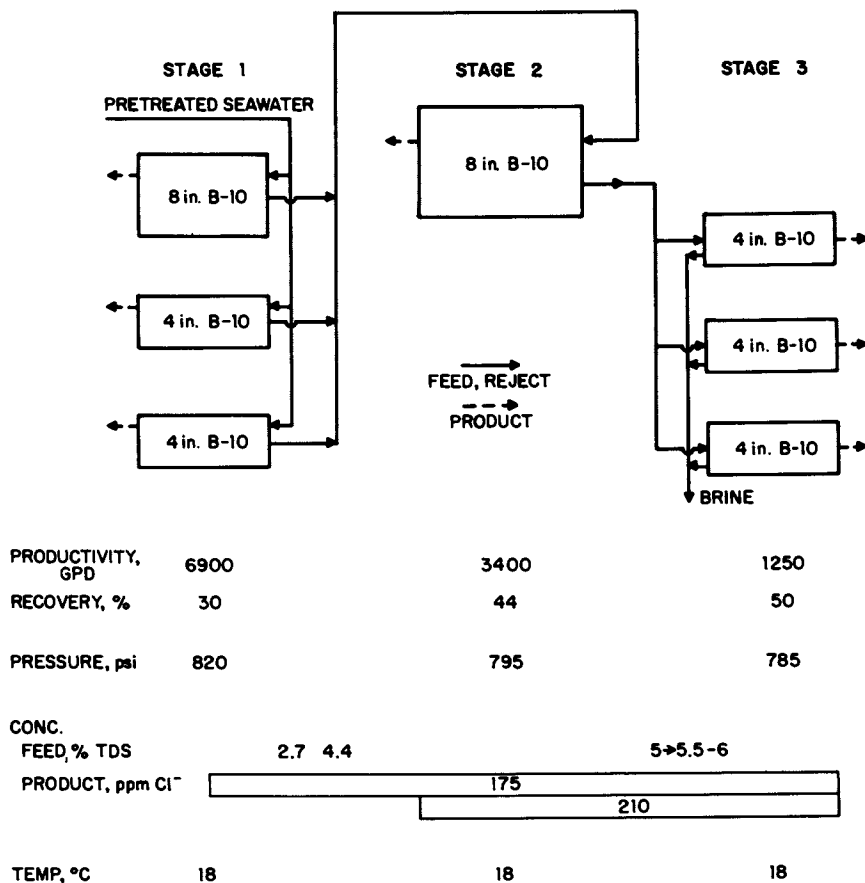 STAGE 1
STAGE 2
STAGE 3
PRETREATED SEAWATER
8 in. B-10
8 in. B-10
4 in. B-10
4 in. B-10
4 in. B-10
4 in. B-10
4 in. B-10
FEED, REJECT
PRODUCT
BRINE
PRODUCTIVITY, GPD 6900 3400 1250
RECOVERY, % 30 44 50
PRESSURE, psi 820 795 785
CONC.
FEED, % TDS 2.7 4.4 5→5.5-6
PRODUCT, ppm Cl⁻ 175
210
TEMP, °C 18 18 18